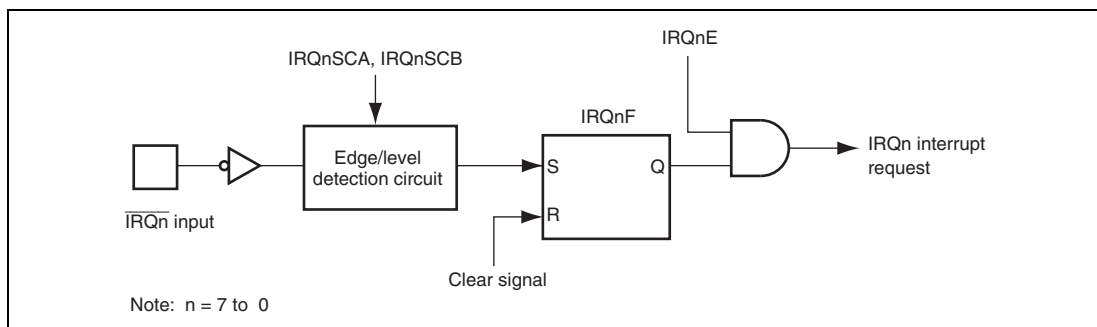 IRQnE
IRQnSCA, IRQnSCB
IRQnF
Edge/level
detection circuit
S
Q
R
IRQn interrupt
request
IRQn input
Clear signal
Note: n = 7 to 0